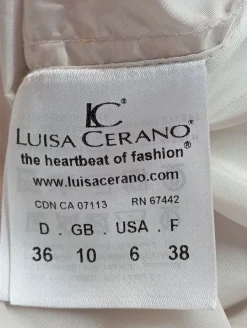 LC®
LUISA CERANO®
the heartbeat of fashion®
www.luisacerano.com
CDN CA 07113 RN 67442
D . GB . USA . F
36 10 6 38